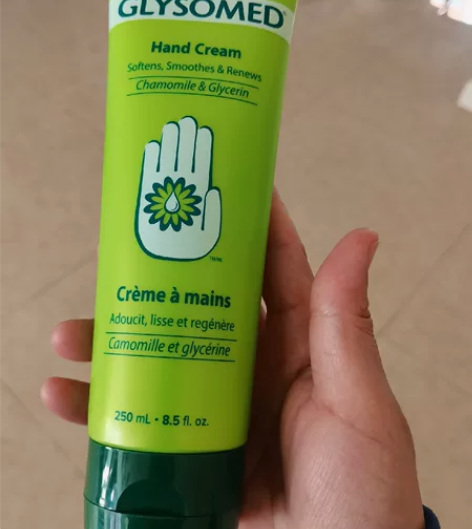 GLYSOMED
Hand Cream
Softens, Smoothes & Renews
Chamomile & Glycerin
Crème à mains
Adoucit, lisse et regénère
Camomille et glycérine
250 mL • 8.5 fl. oz.